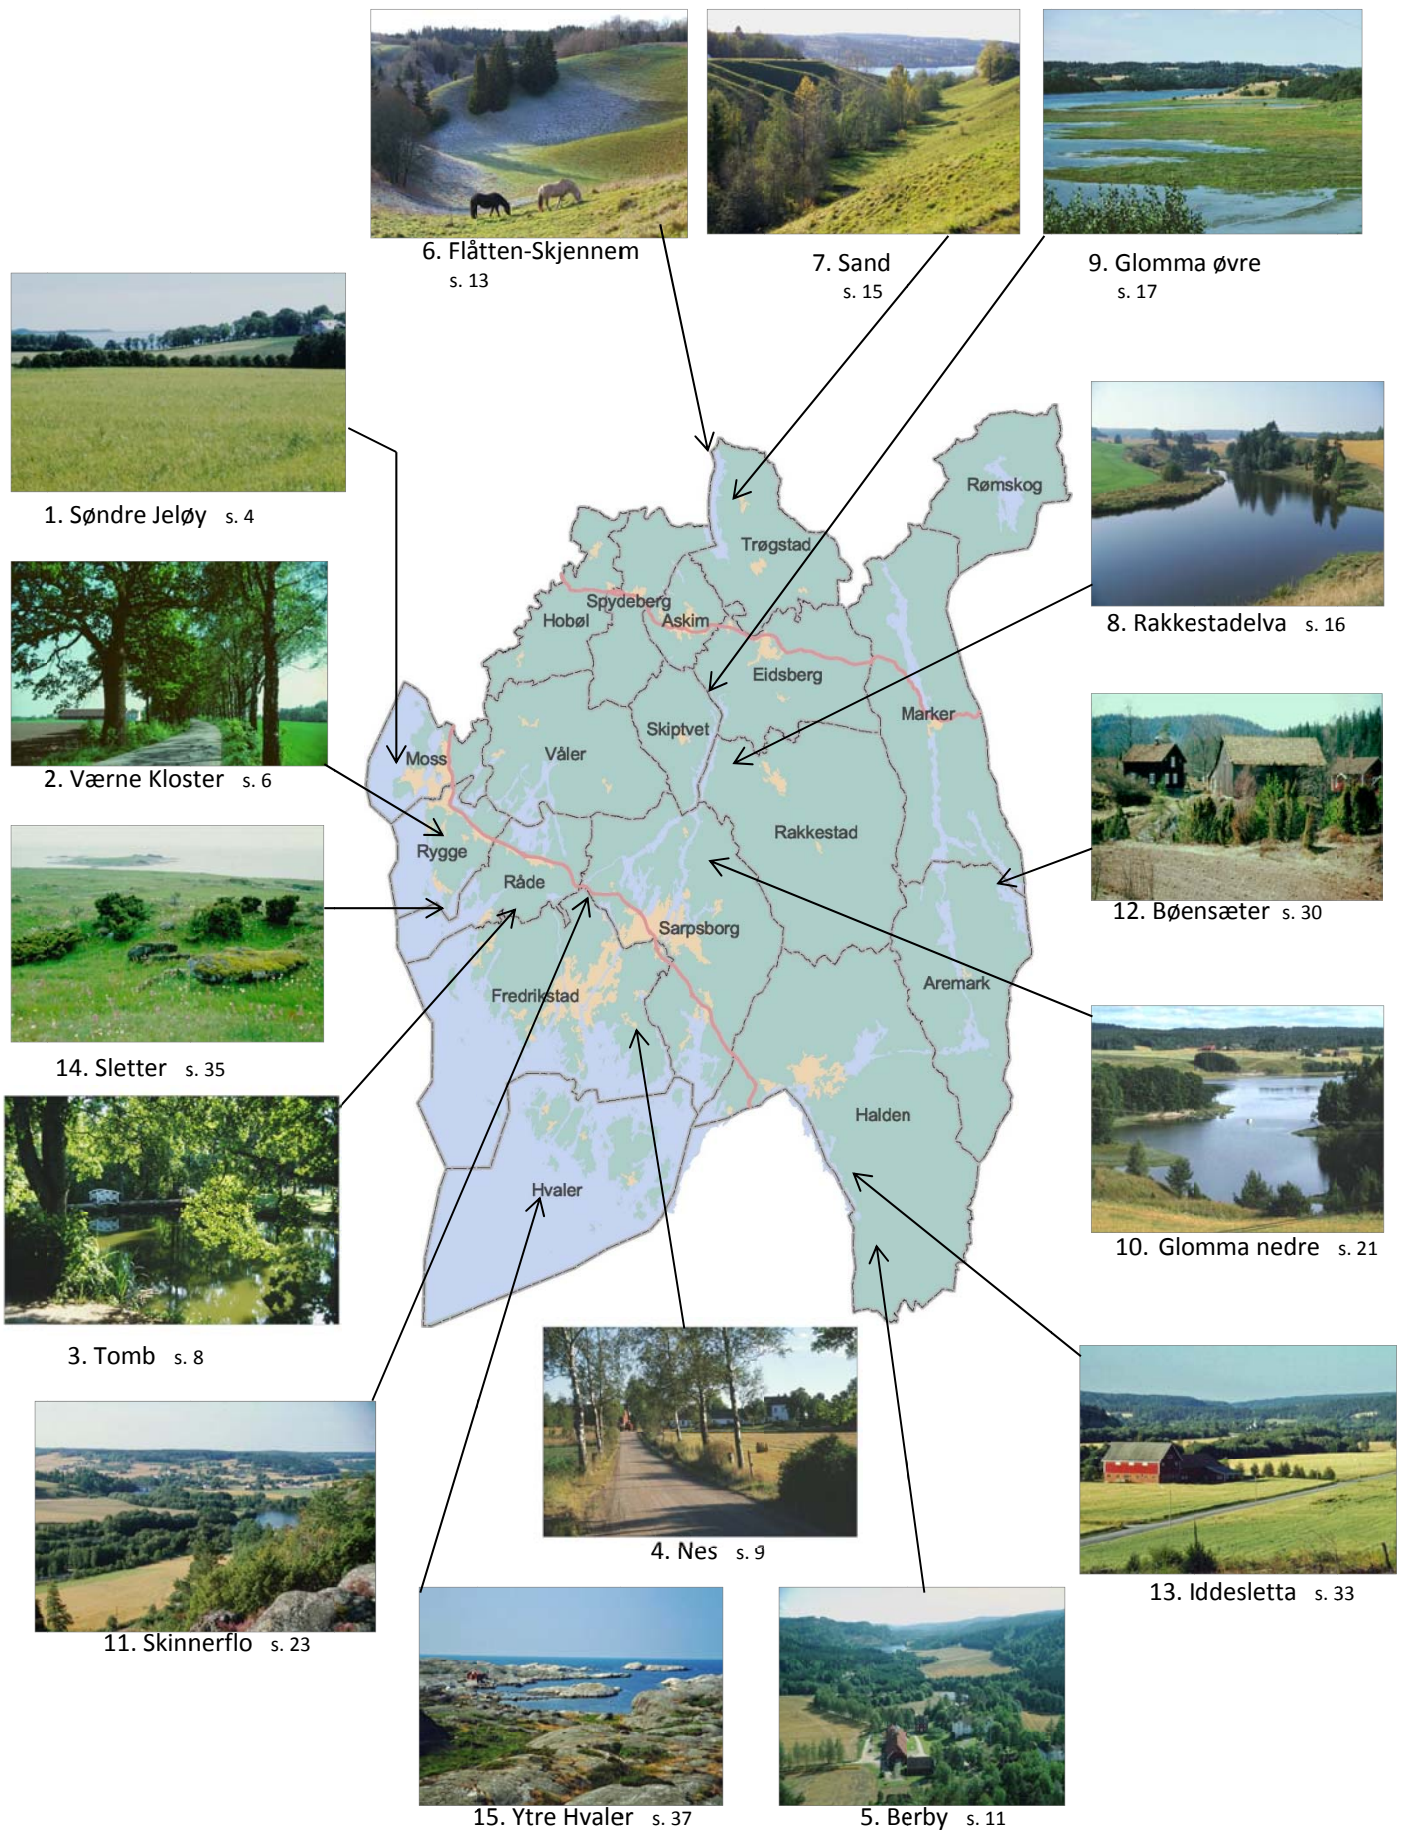 6. Flåtten-Skjennem
s. 13
7. Sand
s. 15
9. Glomma øvre
s. 17
1. Søndre Jeløy s. 4
8. Rakkestadelva s. 16
2. Værne Kloster s. 6
12. Bøensæter s. 30
14. Sletter s. 35
10. Glomma nedre s. 21
3. Tomb s. 8
4. Nes s. 9
13. Iddesletta s. 33
11. Skinnerflo s. 23
15. Ytre Hvaler s. 37
5. Berby s. 11
Rømskog
Trøgstad
Spydeberg
Hobøl
Askim
Eidsberg
Marker
Skiptvet
Våler
Moss
Rakkestad
Rygge
Råde
Sarpsborg
Fredrikstad
Aremark
Halden
Hvaler